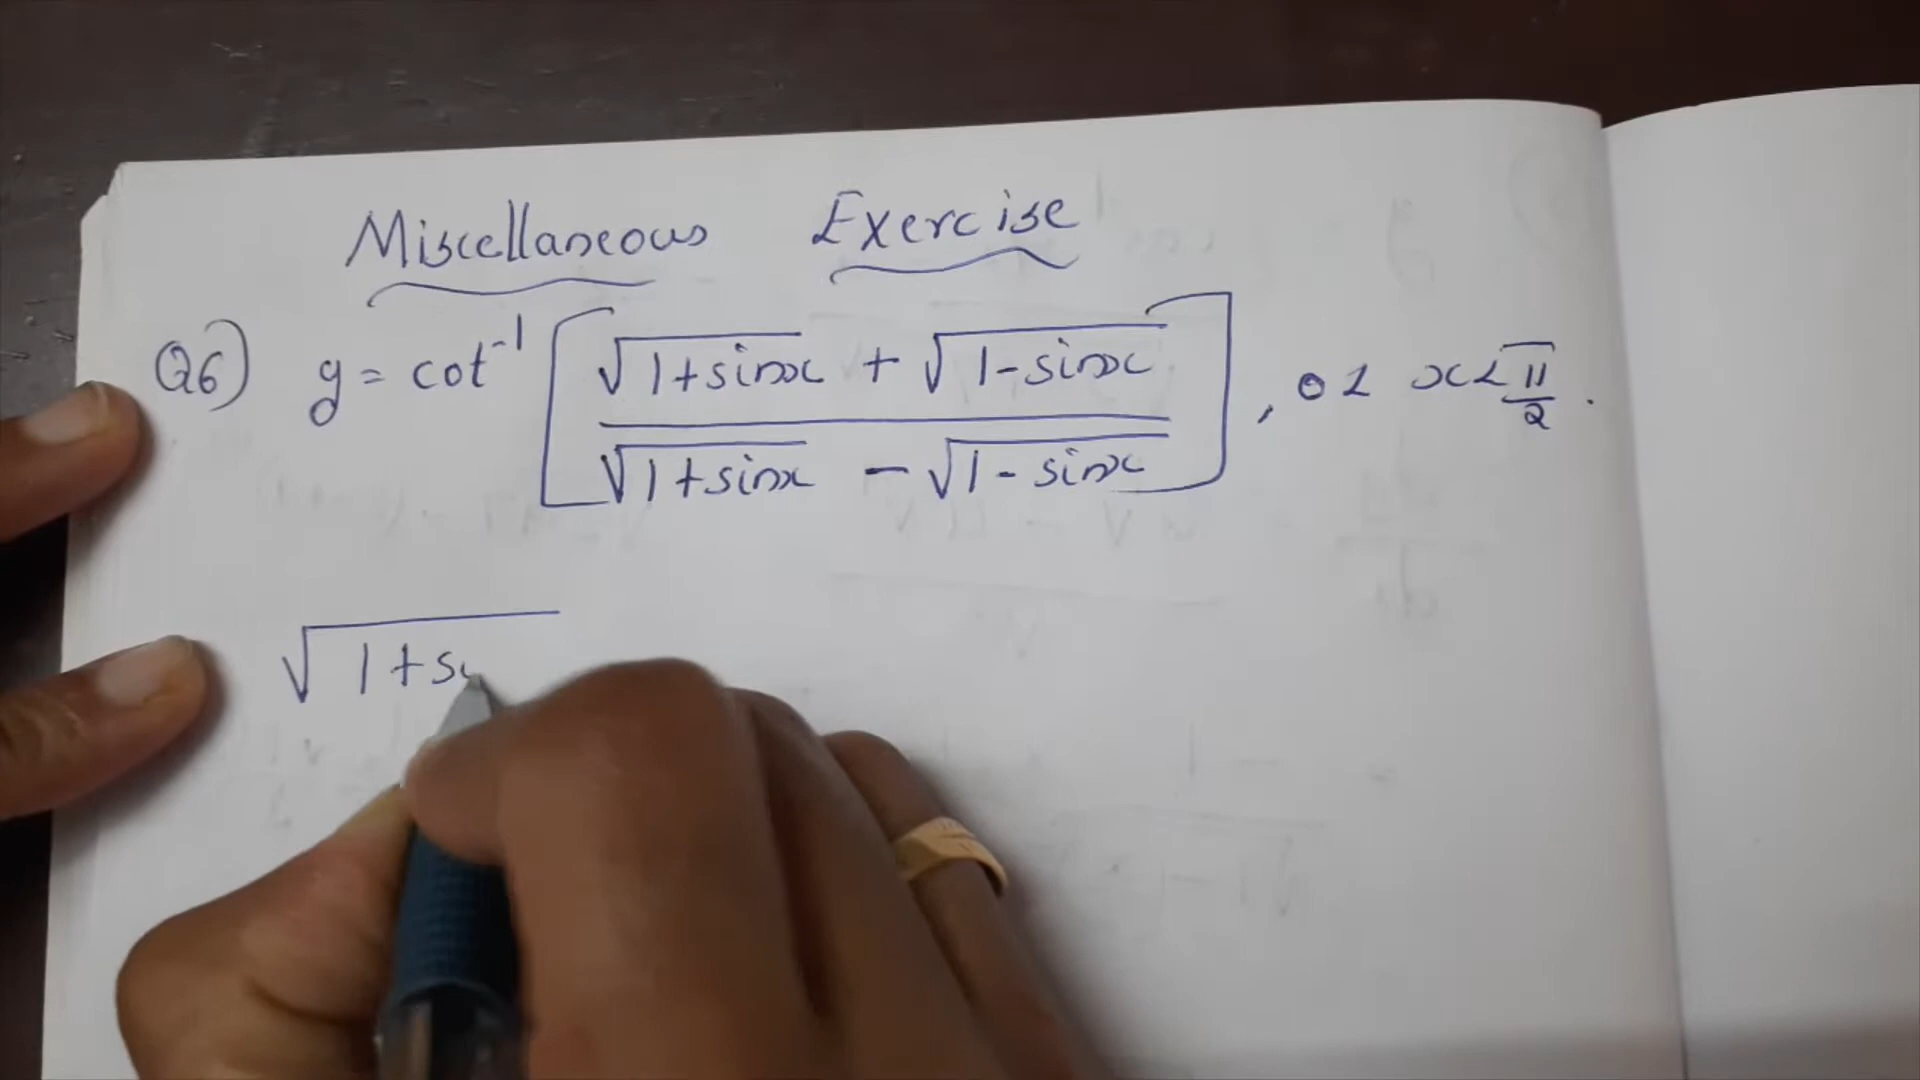 Miscellaneous Exercise
Q6) y = cot⁻¹ [ (√(1+sinx) + √(1-sinx)) / (√(1+sinx) - √(1-sinx)) ], 0 < x < π/2.
√(1+s